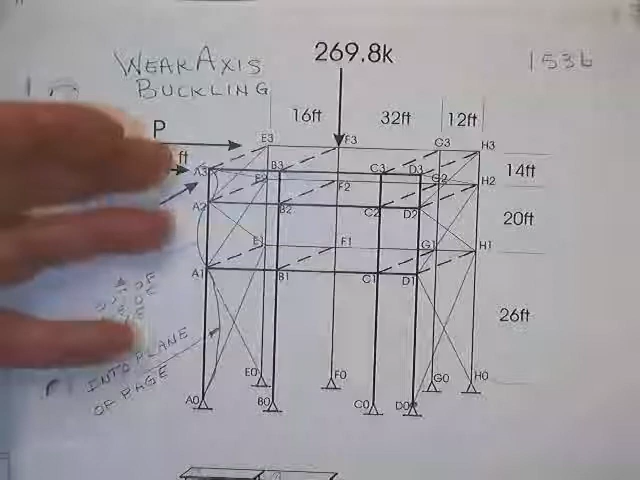 WEAK AXIS
BUCKLING
269.8k
153b
16ft
32ft
12ft
P
ft
E3
F3
G3
H3
A3
B3
C3
D3
14ft
E2
F2
G2
H2
A2
B2
C2
D2
20ft
E1
F1
G1
H1
A1
B1
C1
D1
26ft
INTO PLANE
OF PAGE
E0
F0
G0
H0
A0
B0
C0
D0